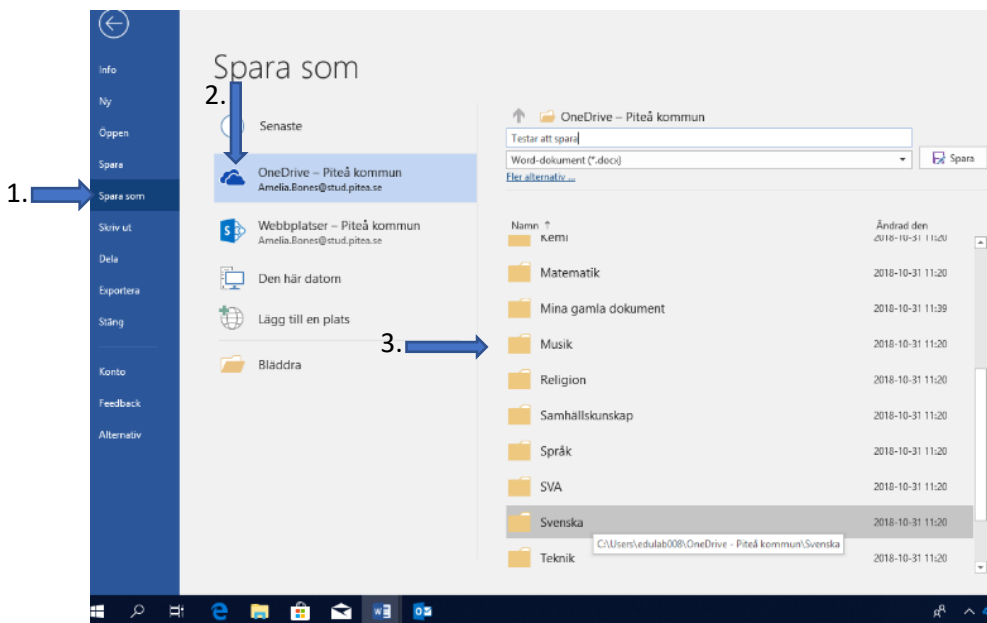 Spara som
1.
2.
3.
Info
Ny
Öppen
Spara
Spara som
Skriv ut
Dela
Exportera
Stäng
Konto
Feedback
Alternativ
Senaste
OneDrive – Piteå kommun
Amelia.Bones@stud.pitea.se
Webbplatser – Piteå kommun
Amelia.Bones@stud.pitea.se
Den här datorn
Lägg till en plats
Bläddra
OneDrive – Piteå kommun
Testar att spara
Word-dokument (*.docx)
Spara
Fler alternativ ...
Namn ↑ Ändrad den
Kemi 2018-10-31 11:20
Matematik 2018-10-31 11:20
Mina gamla dokument 2018-10-31 11:39
Musik 2018-10-31 11:20
Religion 2018-10-31 11:20
Samhällskunskap 2018-10-31 11:20
Språk 2018-10-31 11:20
SVA 2018-10-31 11:20
Svenska 2018-10-31 11:20
C:\Users\edulab008\OneDrive - Piteå kommun\Svenska
Teknik 2018-10-31 11:20